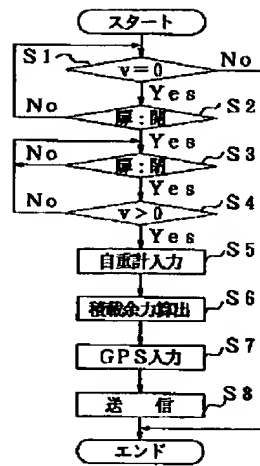 スタート
S1
v=0
No
Yes
S2
No
扉:開
Yes
S3
No
扉:閉
Yes
S4
No
v>0
Yes
S5
自重計入力
S6
積載余力算出
S7
GPS入力
S8
送 信
エンド